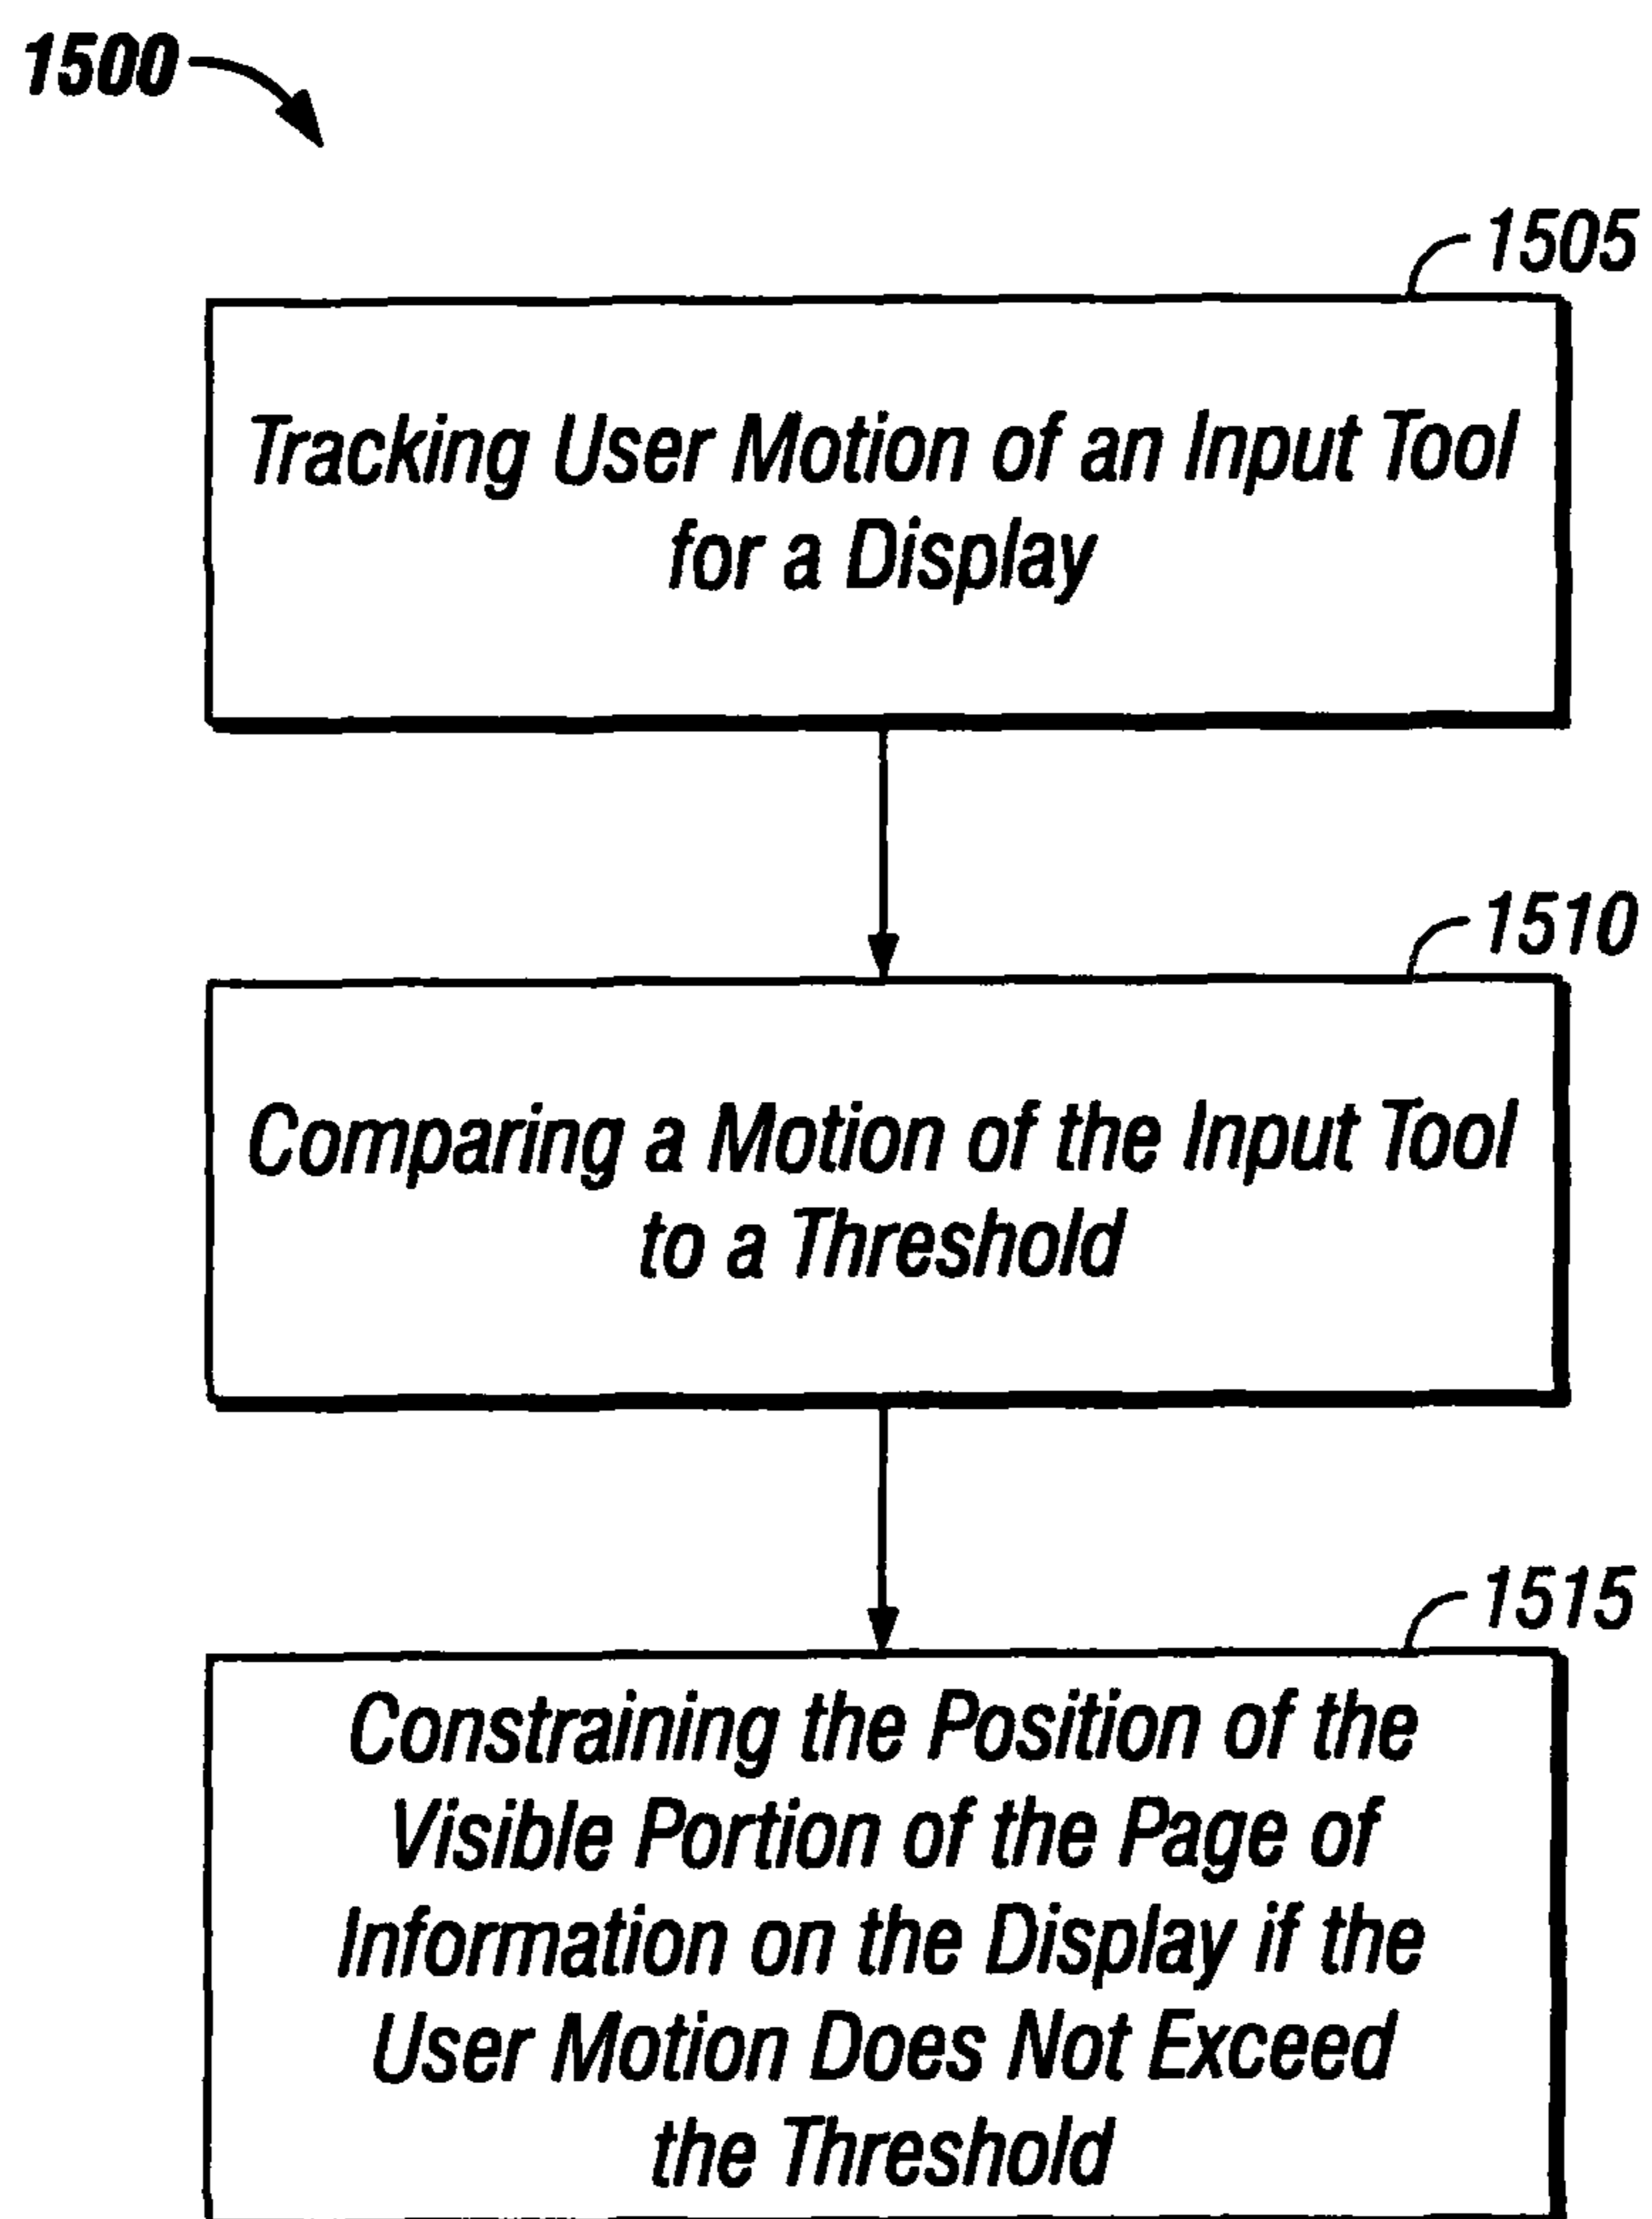 1500
1505
Tracking User Motion of an Input Tool
for a Display
1510
Comparing a Motion of the Input Tool
to a Threshold
1515
Constraining the Position of the
Visible Portion of the Page of
Information on the Display if the
User Motion Does Not Exceed
the Threshold